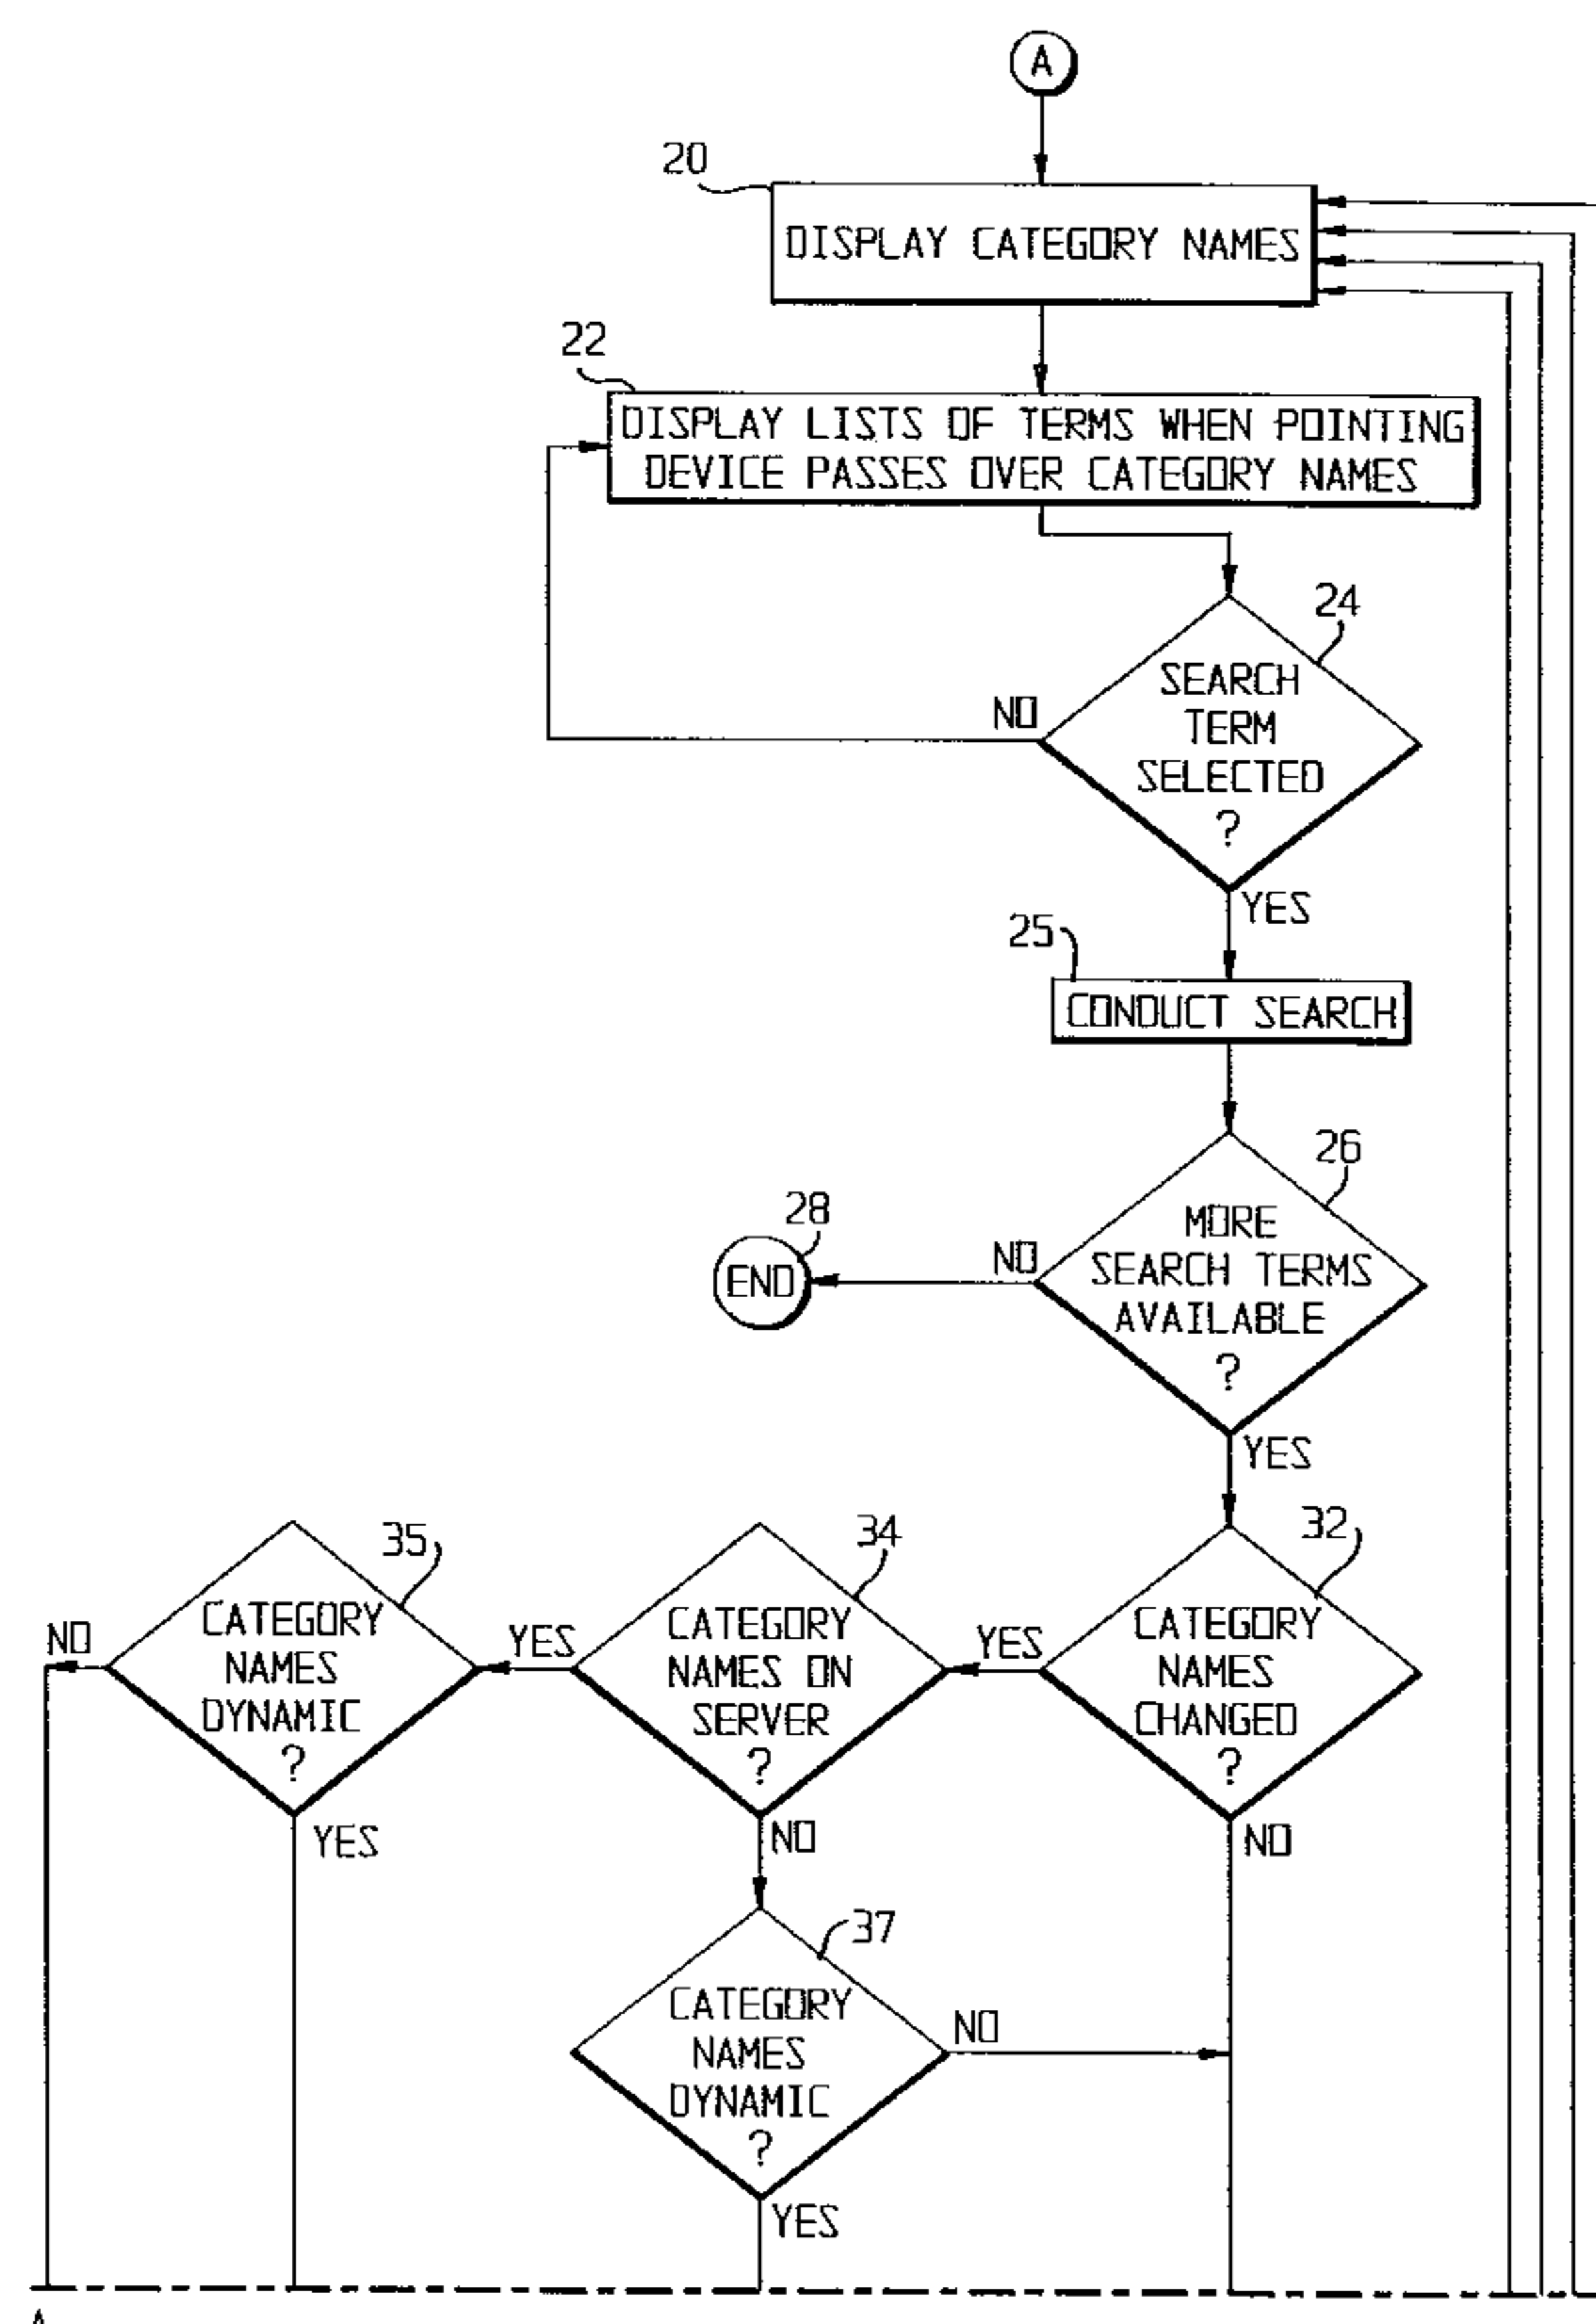 A
20
DISPLAY CATEGORY NAMES
22
DISPLAY LISTS OF TERMS WHEN POINTING
DEVICE PASSES OVER CATEGORY NAMES
24
SEARCH
TERM
SELECTED
?
NO
YES
25
CONDUCT SEARCH
26
MORE
SEARCH TERMS
AVAILABLE
?
NO
28
END
YES
32
CATEGORY
NAMES
CHANGED
?
YES
NO
34
CATEGORY
NAMES ON
SERVER
?
YES
NO
35
CATEGORY
NAMES
DYNAMIC
?
NO
YES
37
CATEGORY
NAMES
DYNAMIC
?
NO
YES